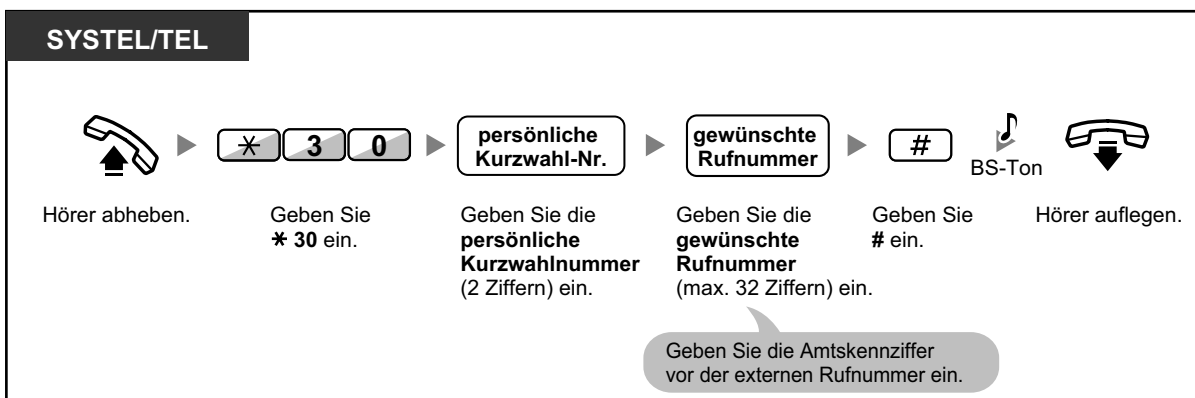 SYSTEL/TEL
✳ 3 0
persönliche
Kurzwahl-Nr.
gewünschte
Rufnummer
#
BS-Ton
Hörer abheben.
Geben Sie
✳ 30 ein.
Geben Sie die
persönliche
Kurzwahlnummer
(2 Ziffern) ein.
Geben Sie die
gewünschte
Rufnummer
(max. 32 Ziffern) ein.
Geben Sie
# ein.
Hörer auflegen.
Geben Sie die Amtskennziffer
vor der externen Rufnummer ein.